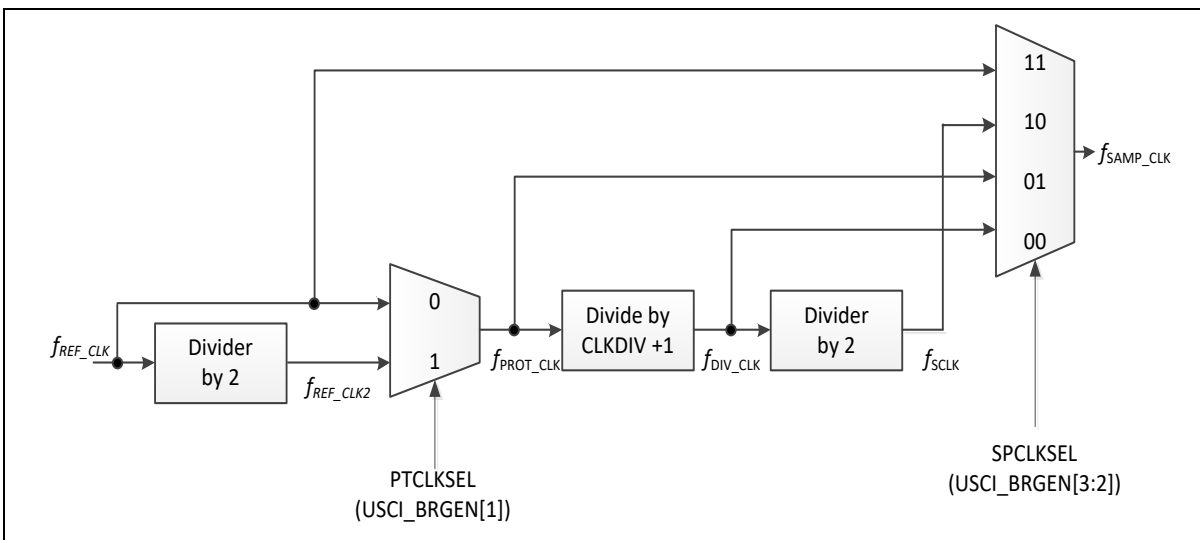 11
10
f_SAMP_CLK
01
00
0
Divide by
CLKDIV +1
Divider
by 2
f_REF_CLK
Divider
by 2
1
f_PROT_CLK
f_DIV_CLK
f_SCLK
f_REF_CLK2
PTCLKSEL
(USCI_BRGEN[1])
SPCLKSEL
(USCI_BRGEN[3:2])